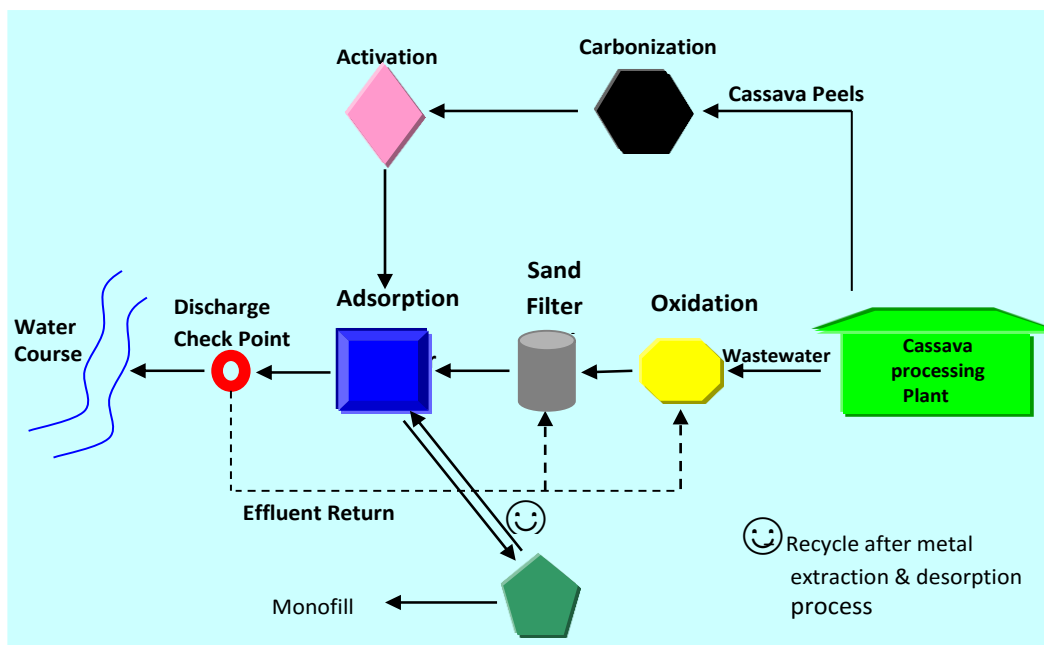 Activation
Carbonization
Cassava Peels
Sand
Filter
Oxidation
Adsorption
Discharge
Check Point
Water
Course
Wastewater
Cassava
processing
Plant
Effluent Return
Monofill
Recycle after metal
extraction & desorption
process